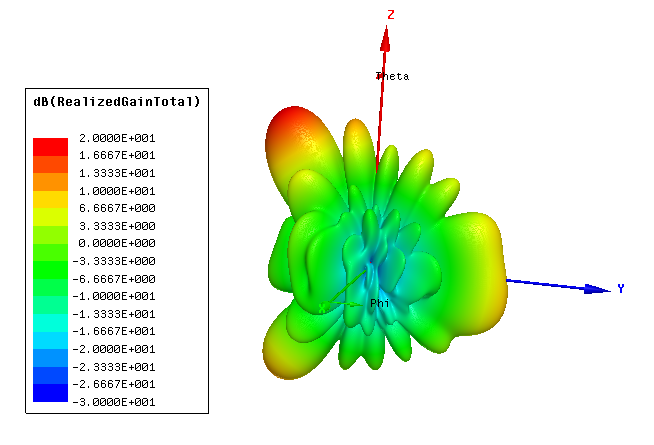 Z
Theta
dB(RealizedGainTotal)
2.0000E+001
1.6667E+001
1.3333E+001
1.0000E+001
6.6667E+000
3.3333E+000
0.0000E+000
-3.3333E+000
-6.6667E+000
-1.0000E+001
-1.3333E+001
-1.6667E+001
-2.0000E+001
-2.3333E+001
-2.6667E+001
-3.0000E+001
Y
Phi